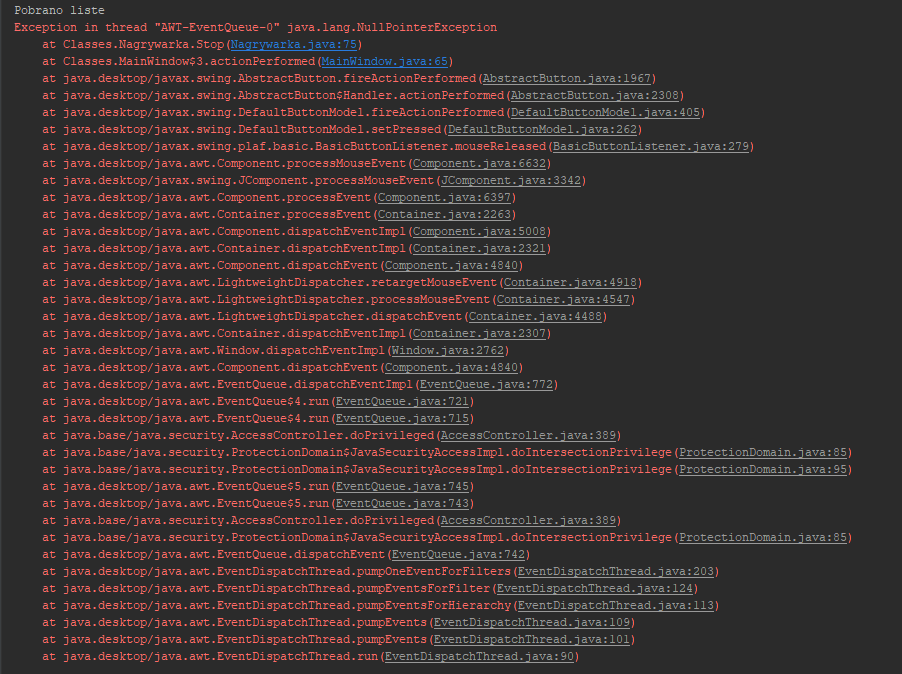 Pobrano liste
Exception in thread "AWT-EventQueue-0" java.lang.NullPointerException
at Classes.Nagrywarka.Stop(Nagrywarka.java:75)
at Classes.MainWindow$3.actionPerformed(MainWindow.java:65)
at java.desktop/javax.swing.AbstractButton.fireActionPerformed(AbstractButton.java:1967)
at java.desktop/javax.swing.AbstractButton$Handler.actionPerformed(AbstractButton.java:2308)
at java.desktop/javax.swing.DefaultButtonModel.fireActionPerformed(DefaultButtonModel.java:405)
at java.desktop/javax.swing.DefaultButtonModel.setPressed(DefaultButtonModel.java:262)
at java.desktop/javax.swing.plaf.basic.BasicButtonListener.mouseReleased(BasicButtonListener.java:279)
at java.desktop/java.awt.Component.processMouseEvent(Component.java:6632)
at java.desktop/javax.swing.JComponent.processMouseEvent(JComponent.java:3342)
at java.desktop/java.awt.Component.processEvent(Component.java:6397)
at java.desktop/java.awt.Container.processEvent(Container.java:2263)
at java.desktop/java.awt.Component.dispatchEventImpl(Component.java:5008)
at java.desktop/java.awt.Container.dispatchEventImpl(Container.java:2321)
at java.desktop/java.awt.Component.dispatchEvent(Component.java:4840)
at java.desktop/java.awt.LightweightDispatcher.retargetMouseEvent(Container.java:4918)
at java.desktop/java.awt.LightweightDispatcher.processMouseEvent(Container.java:4547)
at java.desktop/java.awt.LightweightDispatcher.dispatchEvent(Container.java:4488)
at java.desktop/java.awt.Container.dispatchEventImpl(Container.java:2307)
at java.desktop/java.awt.Window.dispatchEventImpl(Window.java:2762)
at java.desktop/java.awt.Component.dispatchEvent(Component.java:4840)
at java.desktop/java.awt.EventQueue.dispatchEventImpl(EventQueue.java:772)
at java.desktop/java.awt.EventQueue$4.run(EventQueue.java:721)
at java.desktop/java.awt.EventQueue$4.run(EventQueue.java:715)
at java.base/java.security.AccessController.doPrivileged(AccessController.java:389)
at java.base/java.security.ProtectionDomain$JavaSecurityAccessImpl.doIntersectionPrivilege(ProtectionDomain.java:85)
at java.base/java.security.ProtectionDomain$JavaSecurityAccessImpl.doIntersectionPrivilege(ProtectionDomain.java:95)
at java.desktop/java.awt.EventQueue$5.run(EventQueue.java:745)
at java.desktop/java.awt.EventQueue$5.run(EventQueue.java:743)
at java.base/java.security.AccessController.doPrivileged(AccessController.java:389)
at java.base/java.security.ProtectionDomain$JavaSecurityAccessImpl.doIntersectionPrivilege(ProtectionDomain.java:85)
at java.desktop/java.awt.EventQueue.dispatchEvent(EventQueue.java:742)
at java.desktop/java.awt.EventDispatchThread.pumpOneEventForFilters(EventDispatchThread.java:203)
at java.desktop/java.awt.EventDispatchThread.pumpEventsForFilter(EventDispatchThread.java:124)
at java.desktop/java.awt.EventDispatchThread.pumpEventsForHierarchy(EventDispatchThread.java:113)
at java.desktop/java.awt.EventDispatchThread.pumpEvents(EventDispatchThread.java:109)
at java.desktop/java.awt.EventDispatchThread.pumpEvents(EventDispatchThread.java:101)
at java.desktop/java.awt.EventDispatchThread.run(EventDispatchThread.java:90)